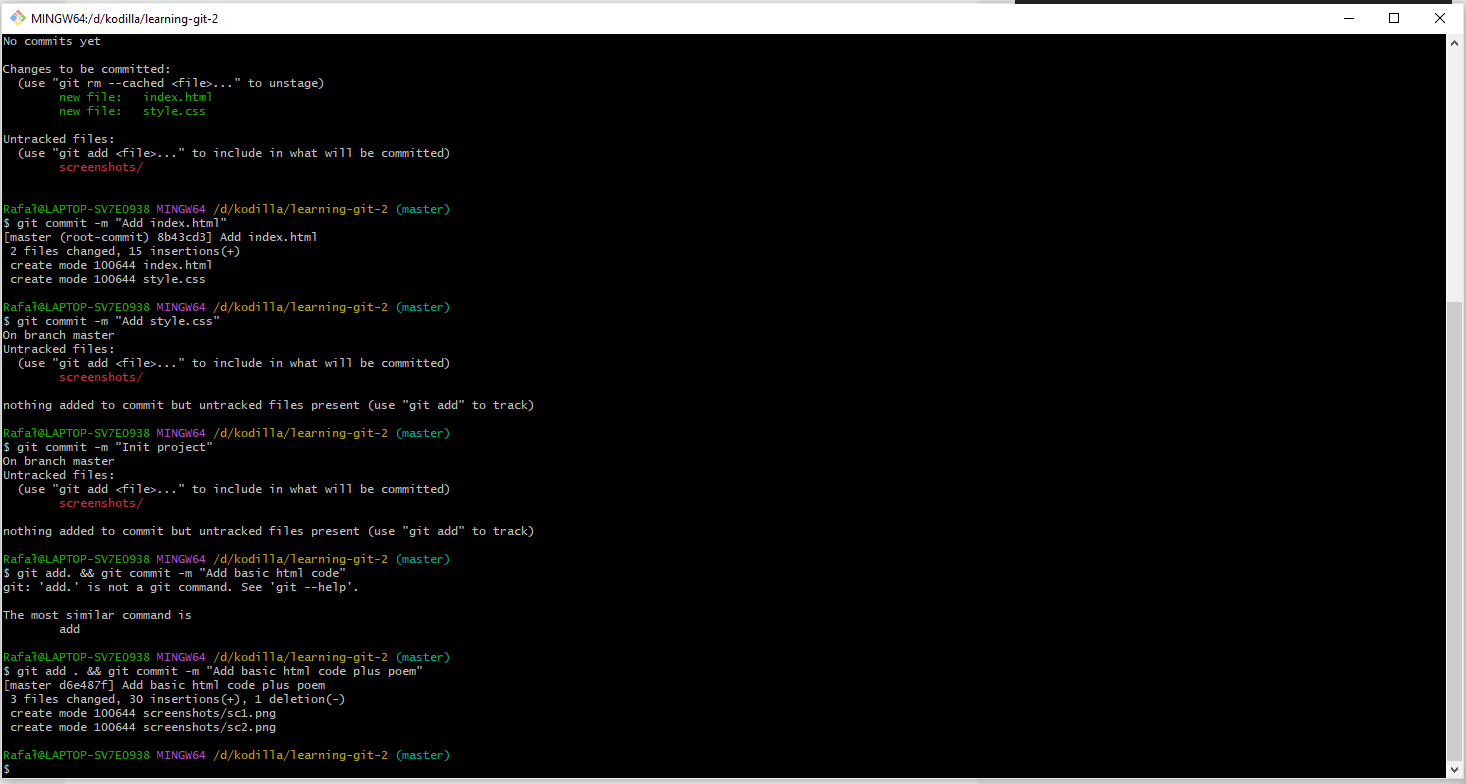 MINGW64:/d/kodilla/learning-git-2
No commits yet
Changes to be committed:
(use "git rm --cached <file>..." to unstage)
new file:   index.html
new file:   style.css
Untracked files:
(use "git add <file>..." to include in what will be committed)
screenshots/
Rafał@LAPTOP-SV7EO938 MINGW64 /d/kodilla/learning-git-2 (master)
$ git commit -m "Add index.html"
[master (root-commit) 8b43cd3] Add index.html
2 files changed, 15 insertions(+)
create mode 100644 index.html
create mode 100644 style.css
Rafał@LAPTOP-SV7EO938 MINGW64 /d/kodilla/learning-git-2 (master)
$ git commit -m "Add style.css"
On branch master
Untracked files:
(use "git add <file>..." to include in what will be committed)
screenshots/
nothing added to commit but untracked files present (use "git add" to track)
Rafał@LAPTOP-SV7EO938 MINGW64 /d/kodilla/learning-git-2 (master)
$ git commit -m "Init project"
On branch master
Untracked files:
(use "git add <file>..." to include in what will be committed)
screenshots/
nothing added to commit but untracked files present (use "git add" to track)
Rafał@LAPTOP-SV7EO938 MINGW64 /d/kodilla/learning-git-2 (master)
$ git add. && git commit -m "Add basic html code"
git: 'add.' is not a git command. See 'git --help'.
The most similar command is
add
Rafał@LAPTOP-SV7EO938 MINGW64 /d/kodilla/learning-git-2 (master)
$ git add . && git commit -m "Add basic html code plus poem"
[master d6e487f] Add basic html code plus poem
3 files changed, 30 insertions(+), 1 deletion(-)
create mode 100644 screenshots/sc1.png
create mode 100644 screenshots/sc2.png
Rafał@LAPTOP-SV7EO938 MINGW64 /d/kodilla/learning-git-2 (master)
$